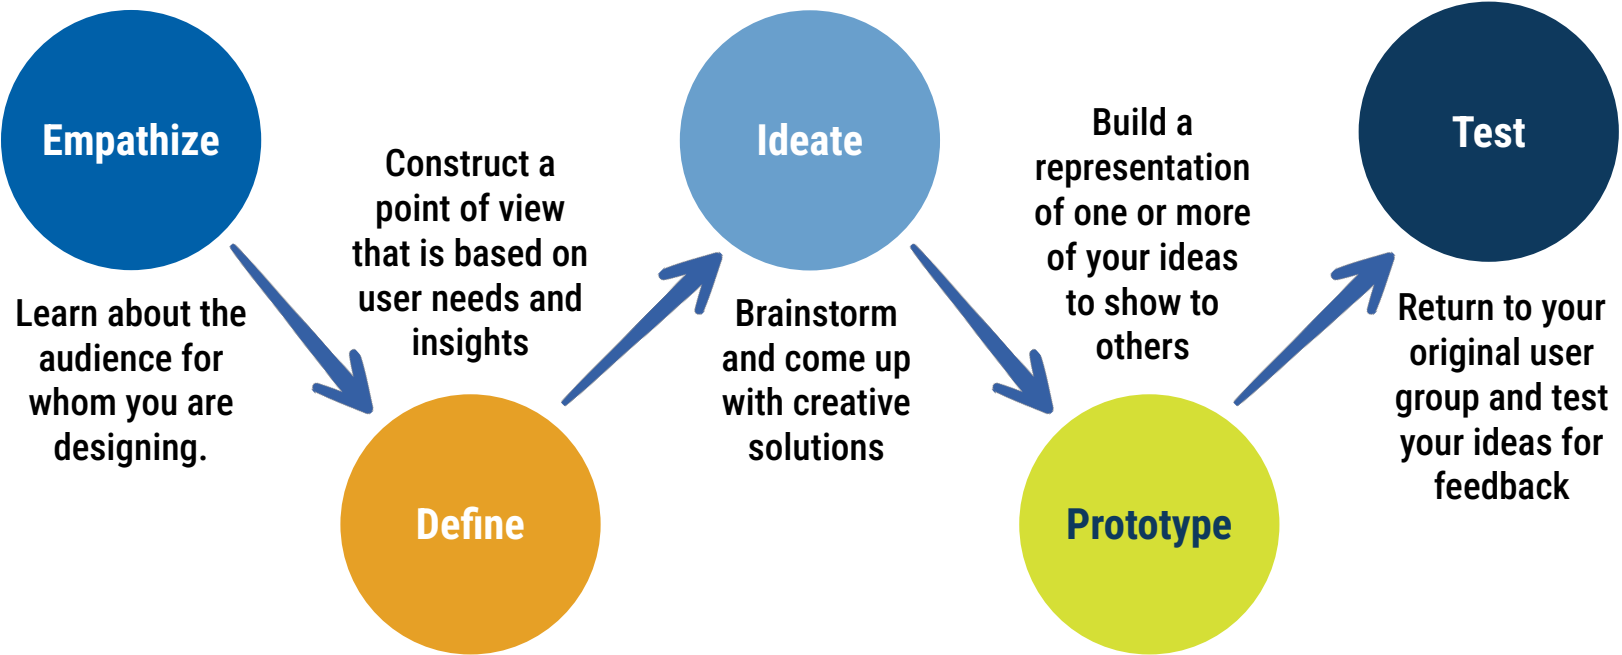 Empathize
Learn about the
audience for
whom you are
designing.
Construct a
point of view
that is based on
user needs and
insights
Define
Ideate
Brainstorm
and come up
with creative
solutions
Build a
representation
of one or more
of your ideas
to show to
others
Prototype
Test
Return to your
original user
group and test
your ideas for
feedback